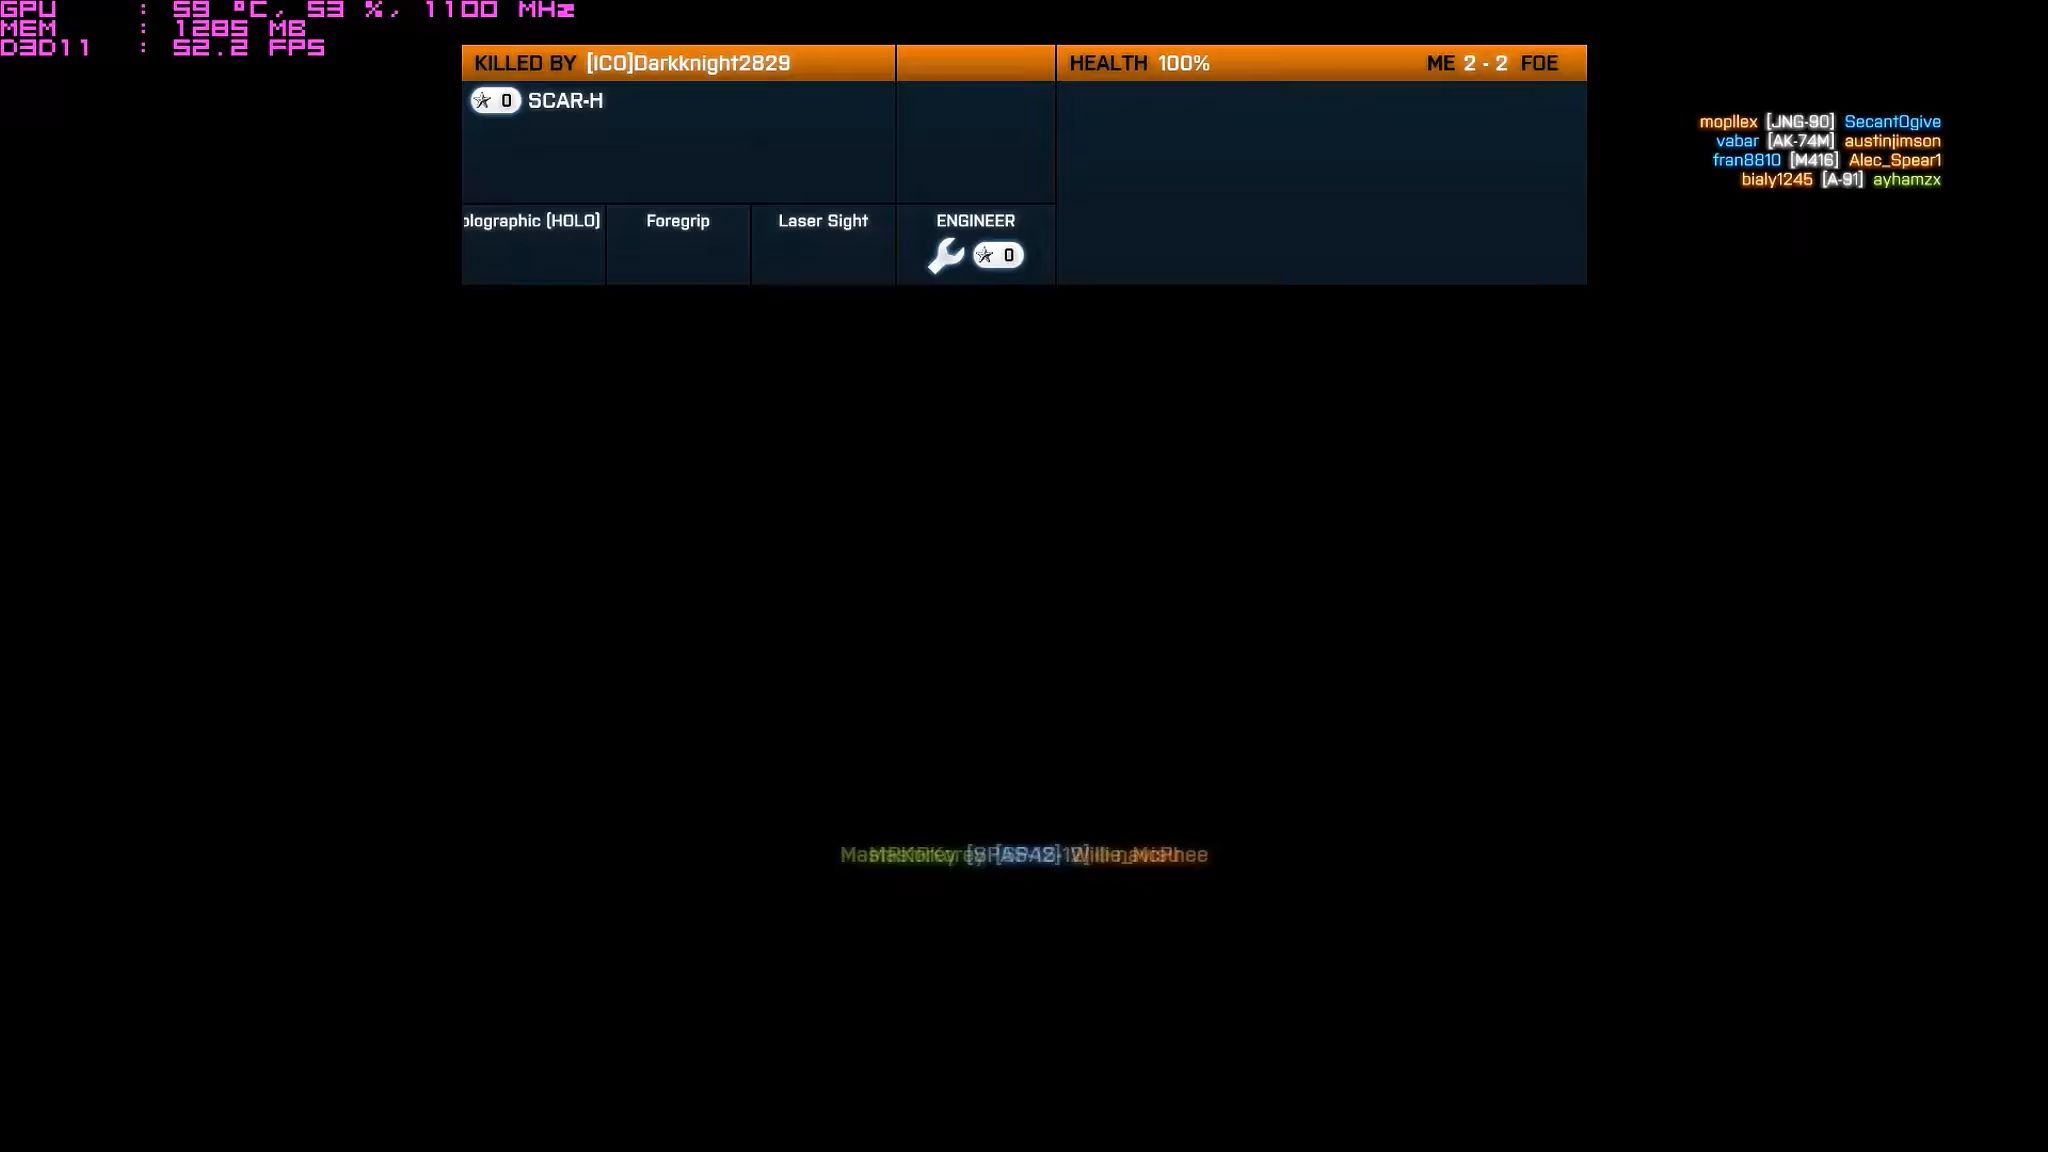 GPU : 59 °C, 53 %, 1100 MHz
MEM : 1285 MB
D3D11 : 52.2 FPS
KILLED BY [ICO]Darkknight2829
HEALTH 100% ME 2 - 2 FOE
0 SCAR-H
mopllex [JNG-90] SecantOgive
vabar [AK-74M] austinjimson
fran8810 [M416] Alec_Spear1
bialy1245 [A-91] ayhamzx
olographic [HOLO] Foregrip Laser Sight ENGINEER
0